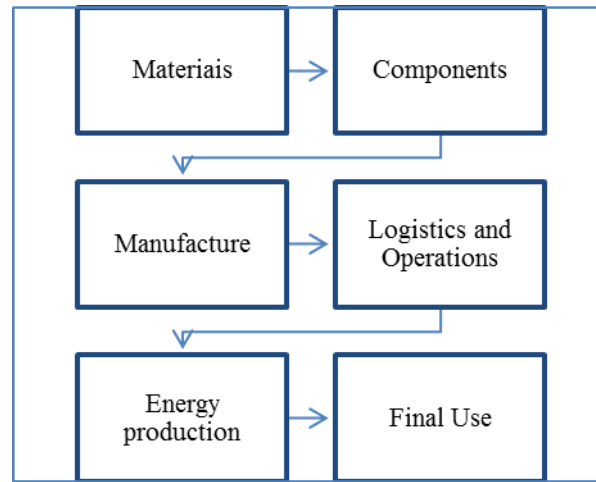 Materiais
Components
Manufacture
Logistics and
Operations
Energy
production
Final Use